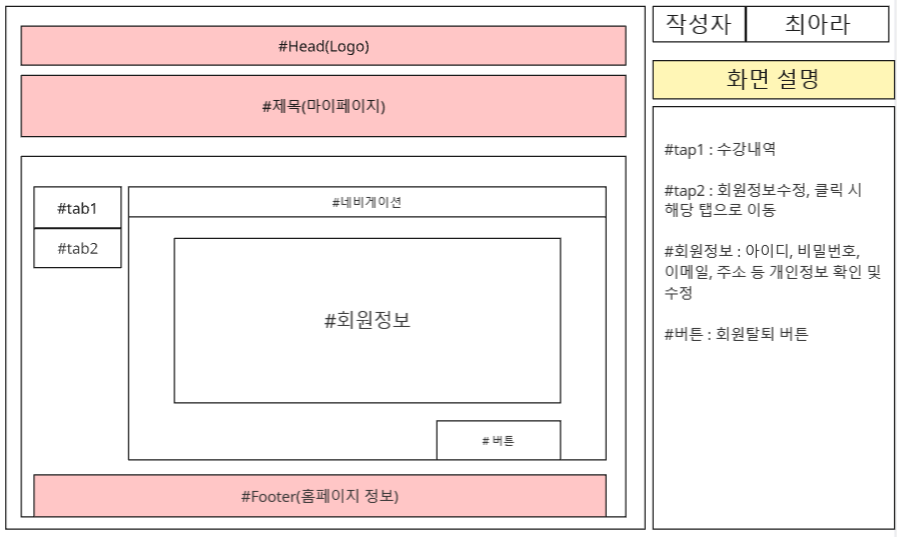 #Head(Logo)
#제목(마이페이지)
#tab1
#tab2
#네비게이션
#회원정보
# 버튼
#Footer(홈페이지 정보)
작성자 최아라
화면 설명
#tap1 : 수강내역
#tap2 : 회원정보수정, 클릭 시
해당 탭으로 이동
#회원정보 : 아이디, 비밀번호,
이메일, 주소 등 개인정보 확인 및
수정
#버튼 : 회원탈퇴 버튼